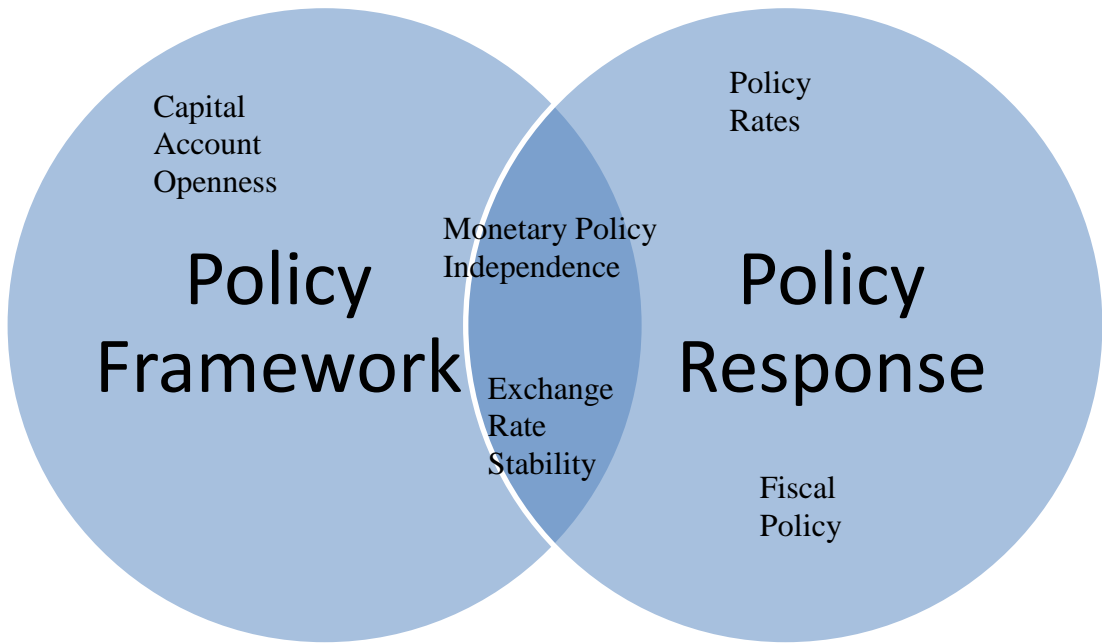 Capital
Account
Openness
Policy
Framework
Monetary Policy
Independence
Exchange
Rate
Stability
Policy
Rates
Policy
Response
Fiscal
Policy